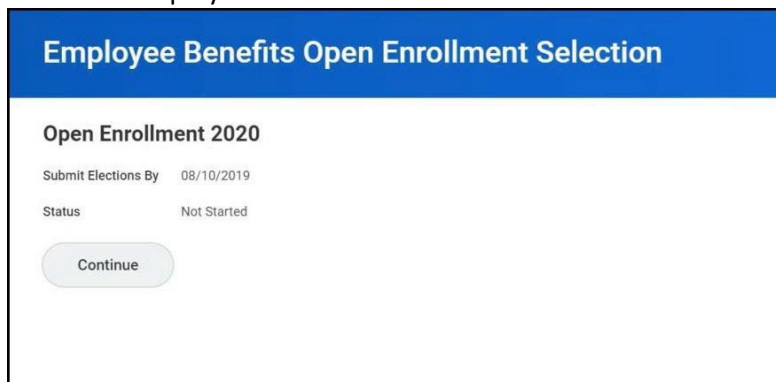 Employee Benefits Open Enrollment Selection
Open Enrollment 2020
Submit Elections By 08/10/2019
Status Not Started
Continue